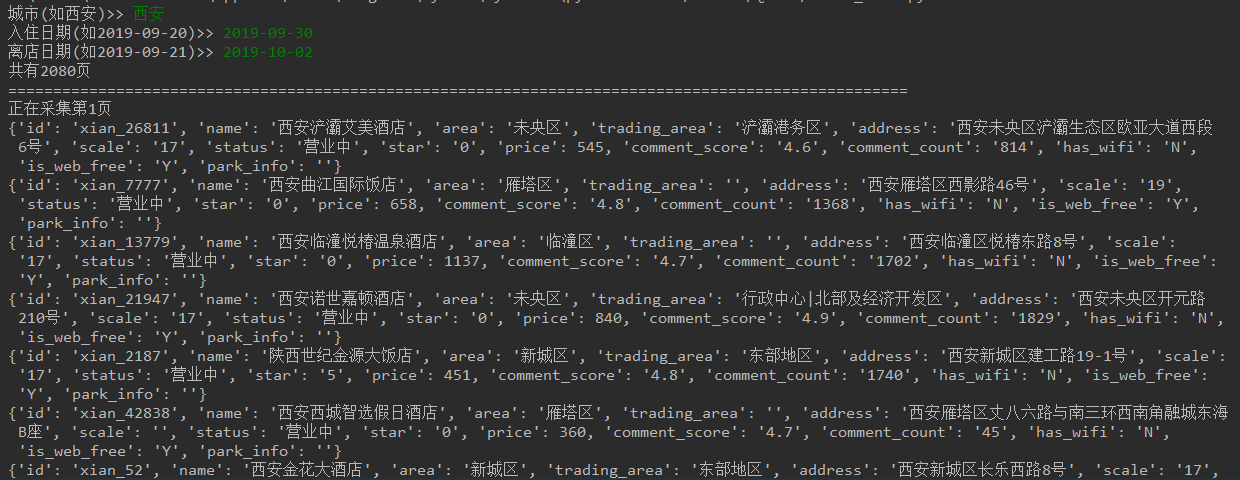 城市(如西安)>> 西安
入住日期(如2019-09-20)>> 2019-09-30
离店日期(如2019-09-21)>> 2019-10-02
共有2080页
====================================================================================================
正在采集第1页
{'id': 'xian_26811', 'name': '西安浐灞艾美酒店', 'area': '未央区', 'trading_area': '浐灞港务区', 'address': '西安未央区浐灞生态区欧亚大道西段
6号', 'scale': '17', 'status': '营业中', 'star': '0', 'price': 545, 'comment_score': '4.6', 'comment_count': '814', 'has_wifi': 'N',
'is_web_free': 'Y', 'park_info': ''}
{'id': 'xian_7777', 'name': '西安曲江国际饭店', 'area': '雁塔区', 'trading_area': '', 'address': '西安雁塔区西影路46号', 'scale': '19',
'status': '营业中', 'star': '0', 'price': 658, 'comment_score': '4.8', 'comment_count': '1368', 'has_wifi': 'N', 'is_web_free': 'Y',
'park_info': ''}
{'id': 'xian_13779', 'name': '西安临潼悦椿温泉酒店', 'area': '临潼区', 'trading_area': '', 'address': '西安临潼区悦椿东路8号', 'scale':
'17', 'status': '营业中', 'star': '0', 'price': 1137, 'comment_score': '4.7', 'comment_count': '1702', 'has_wifi': 'N', 'is_web_free':
'Y', 'park_info': ''}
{'id': 'xian_21947', 'name': '西安诺世嘉顿酒店', 'area': '未央区', 'trading_area': '行政中心|北部及经济开发区', 'address': '西安未央区开元路
210号', 'scale': '17', 'status': '营业中', 'star': '0', 'price': 840, 'comment_score': '4.9', 'comment_count': '1829', 'has_wifi': 'N',
'is_web_free': 'Y', 'park_info': ''}
{'id': 'xian_2187', 'name': '陕西世纪金源大饭店', 'area': '新城区', 'trading_area': '东部地区', 'address': '西安新城区建工路19-1号', 'scale':
'17', 'status': '营业中', 'star': '5', 'price': 451, 'comment_score': '4.8', 'comment_count': '1740', 'has_wifi': 'N', 'is_web_free':
'Y', 'park_info': ''}
{'id': 'xian_42838', 'name': '西安西城智选假日酒店', 'area': '雁塔区', 'trading_area': '', 'address': '西安雁塔区丈八六路与南三环西南角融城东海
B座', 'scale': '', 'status': '营业中', 'star': '0', 'price': 360, 'comment_score': '4.7', 'comment_count': '45', 'has_wifi': 'N',
'is_web_free': 'Y', 'park_info': ''}
{'id': 'xian_52', 'name': '西安金花大酒店', 'area': '新城区', 'trading_area': '东部地区', 'address': '西安新城区长乐西路8号', 'scale': '17',